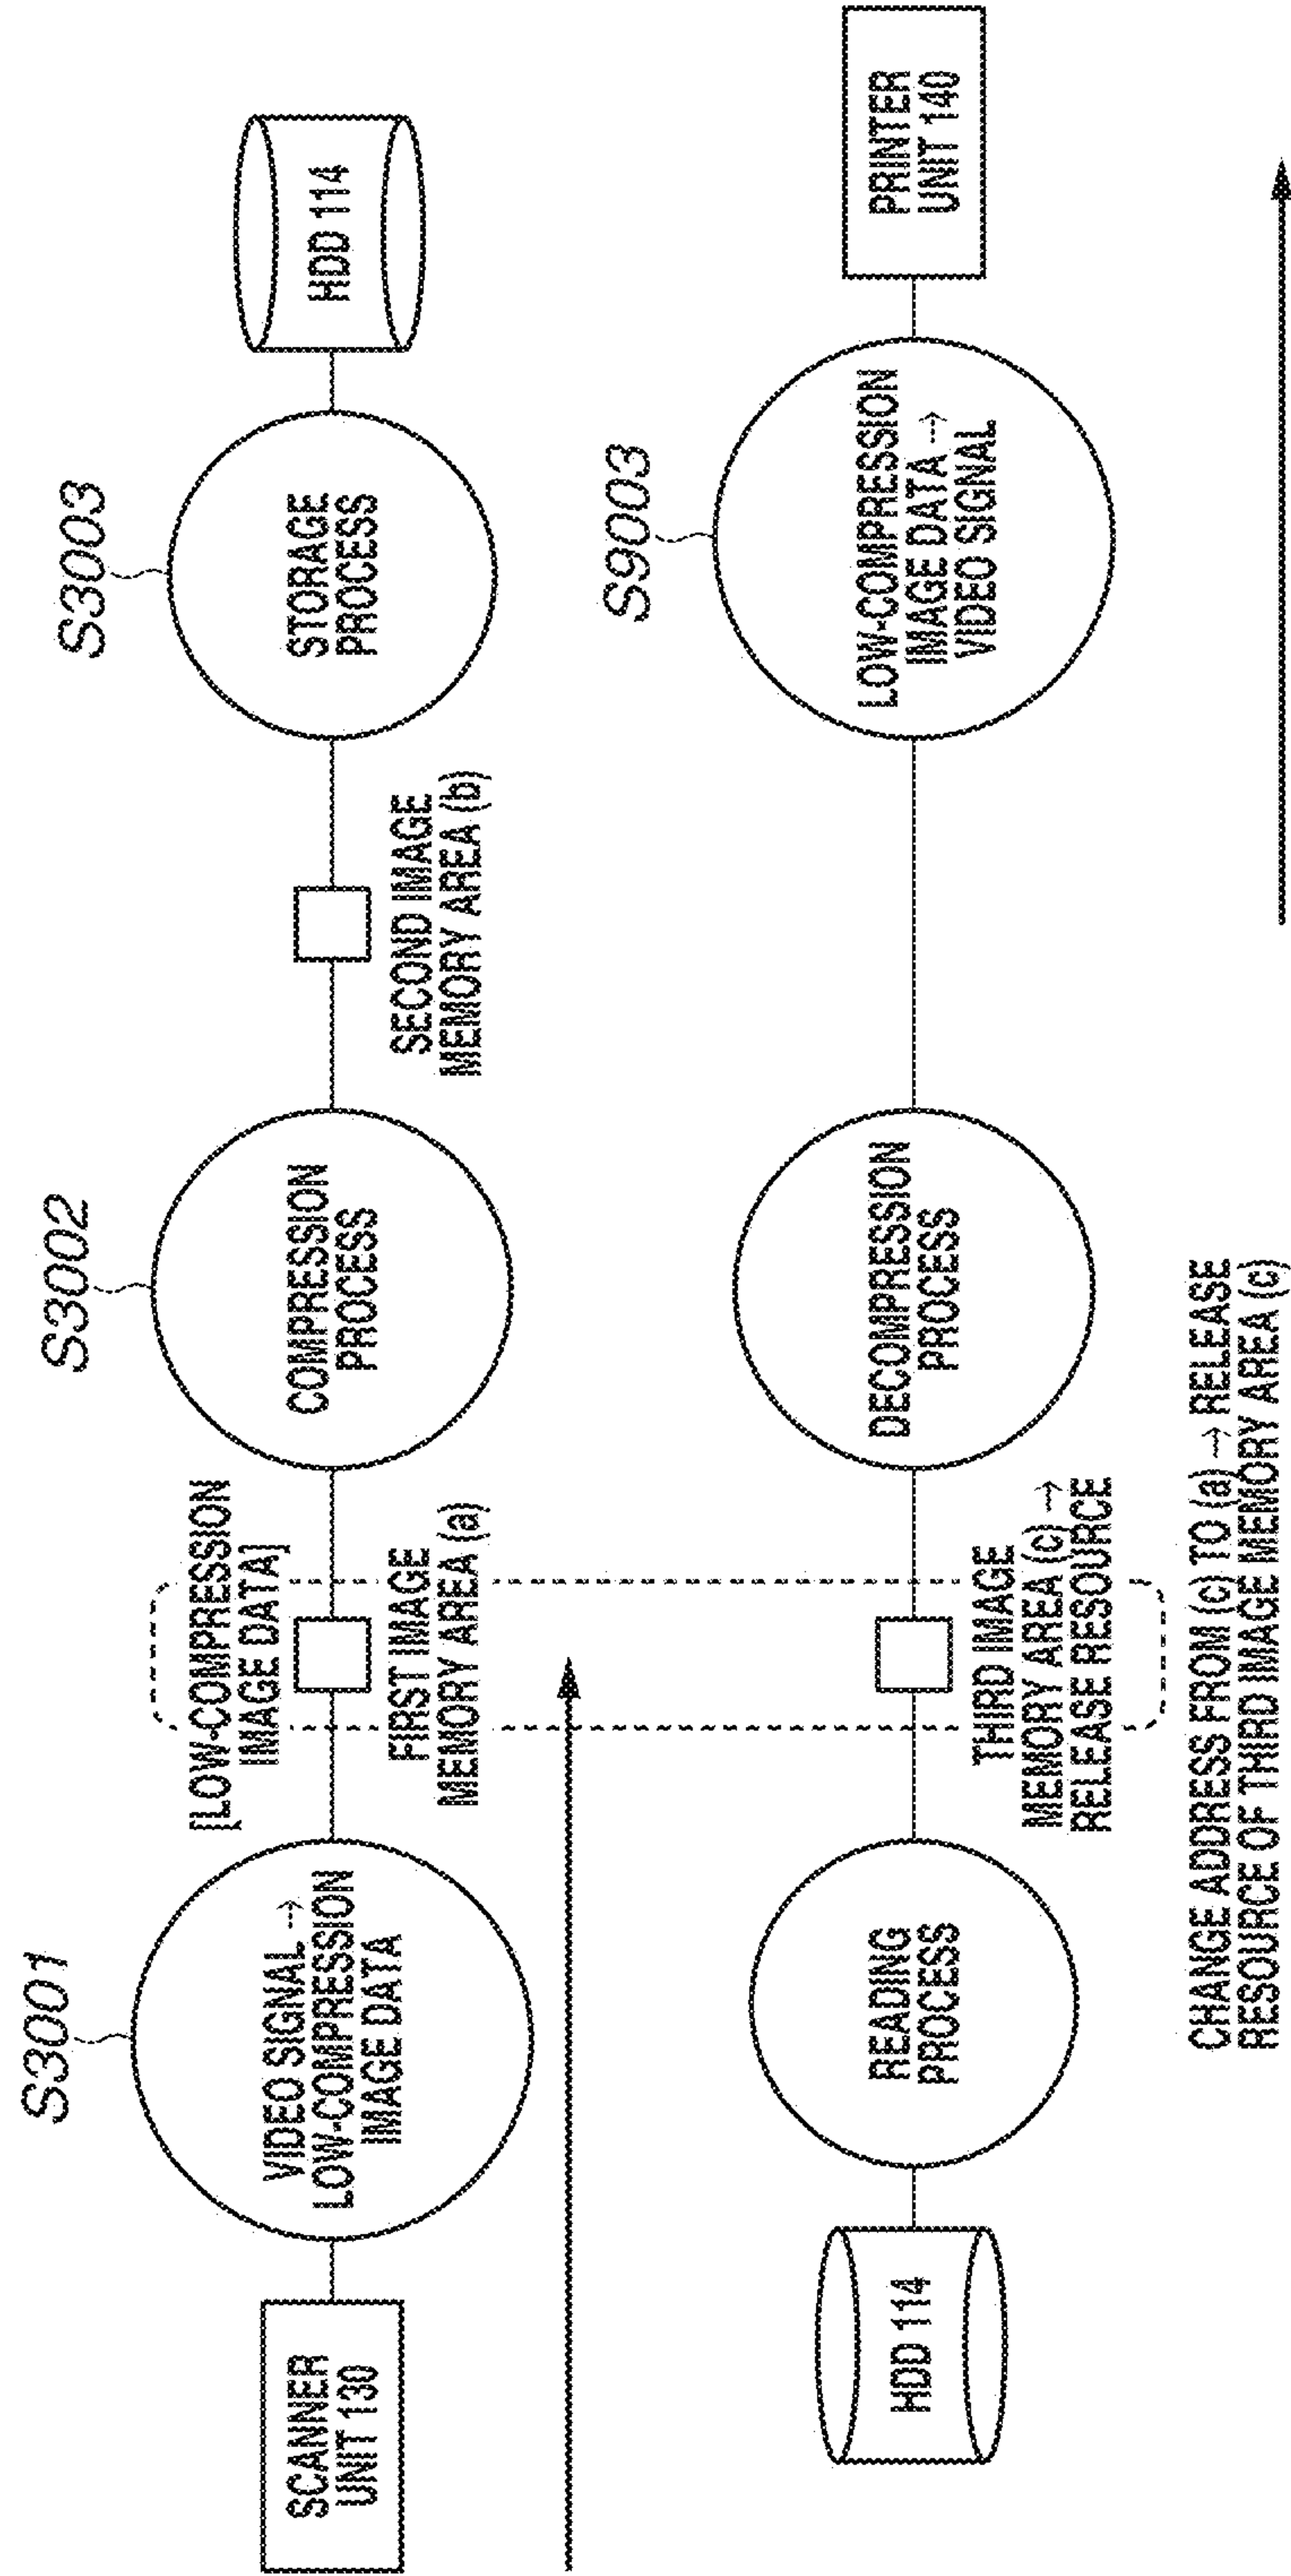 S3001
S3002
S3003
SCANNER
UNIT 130
VIDEO SIGNAL →
LOW-COMPRESSION
IMAGE DATA
[LOW-COMPRESSION
IMAGE DATA]
FIRST IMAGE
MEMORY AREA (a)
COMPRESSION
PROCESS
SECOND IMAGE
MEMORY AREA (b)
STORAGE
PROCESS
HDD 114
S9003
HDD 114
READING
PROCESS
THIRD IMAGE
MEMORY AREA (c) →
RELEASE RESOURCE
DECOMPRESSION
PROCESS
LOW-COMPRESSION
IMAGE DATA →
VIDEO SIGNAL
PRINTER
UNIT 140
CHANGE ADDRESS FROM (c) TO (a) → RELEASE
RESOURCE OF THIRD IMAGE MEMORY AREA (c)